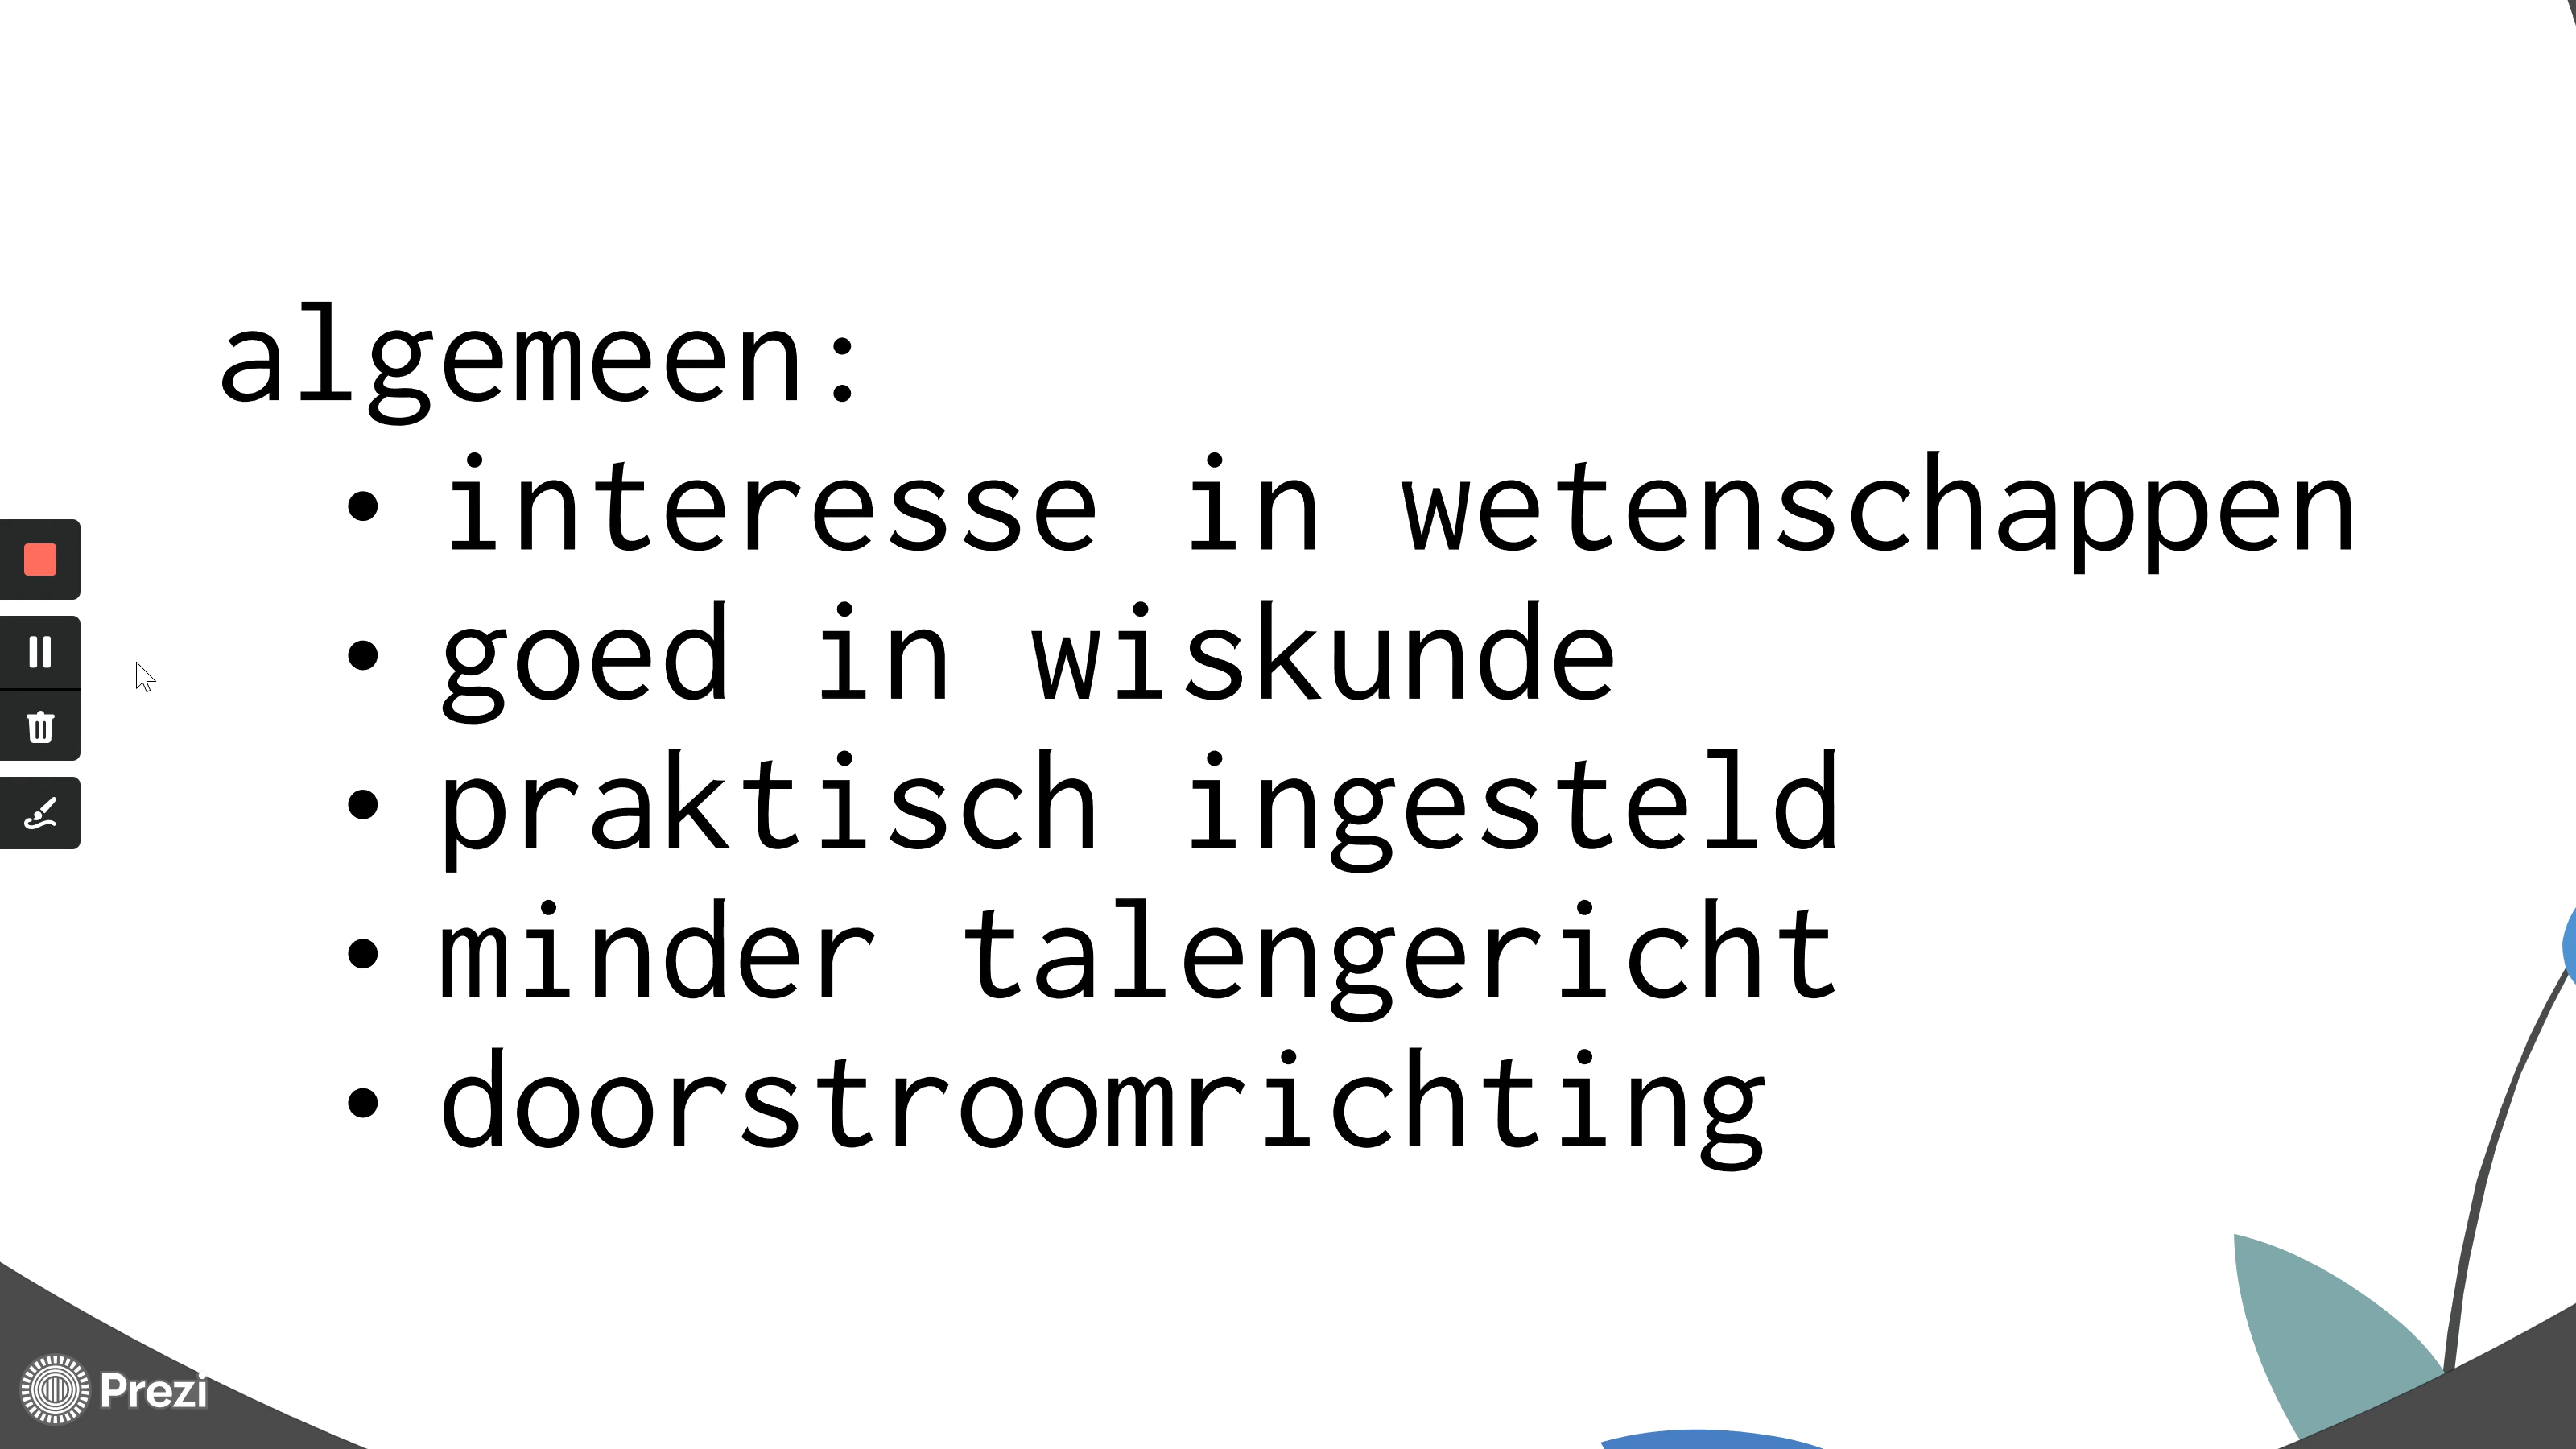 algemeen:
• interesse in wetenschappen
• goed in wiskunde
• praktisch ingesteld
• minder talengericht
• doorstroomrichting
Prezi